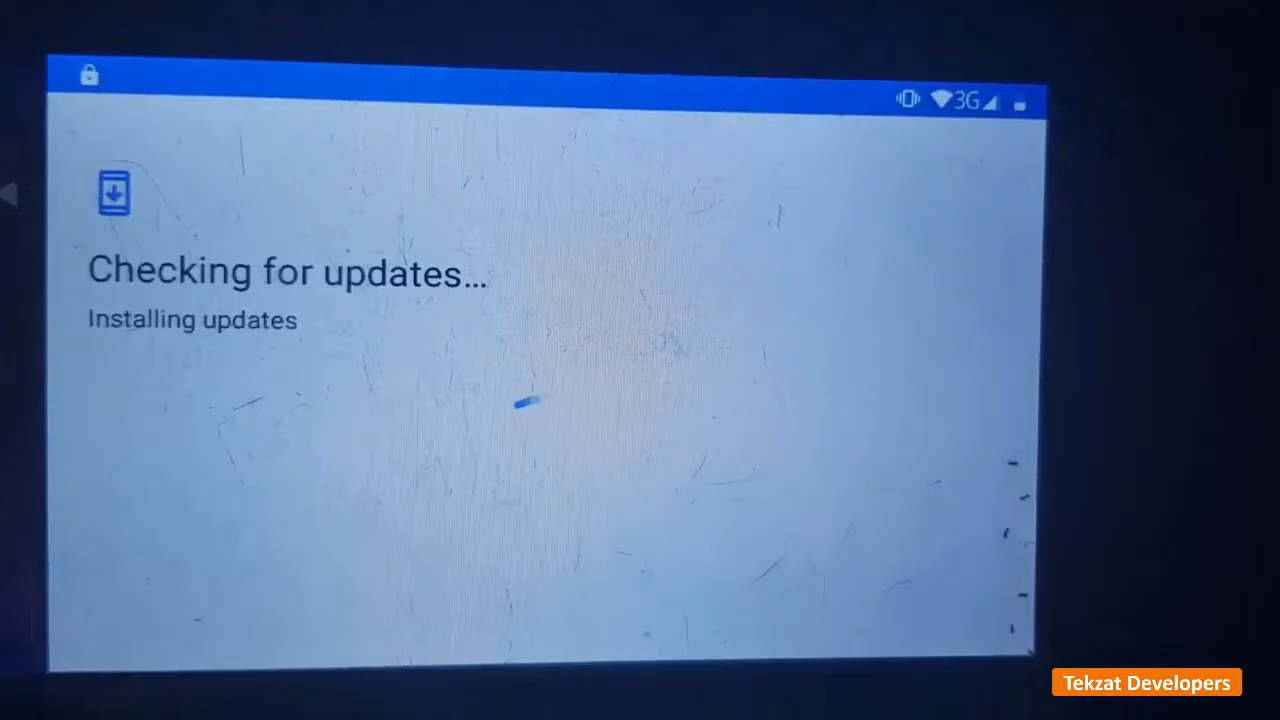 3G
Checking for updates...
Installing updates
Tekzat Developers